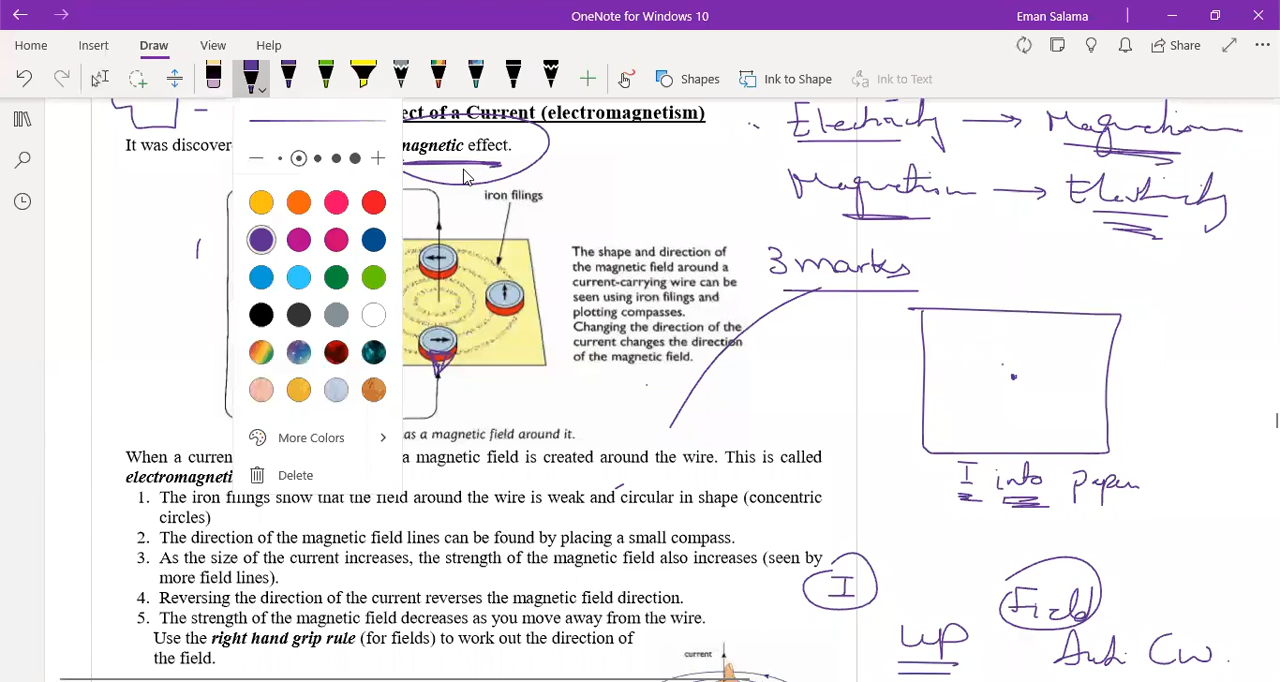 OneNote for Windows 10
Eman Salama
Home Insert Draw View Help
Share
Shapes
Ink to Shape
Ink to Text
ect of a Current (electromagnetism)
It was discover
magnetic effect.
iron filings
The shape and direction of
the magnetic field around a
current-carrying wire can be
seen using iron filings and
plotting compasses.
Changing the direction of the
current changes the direction
of the magnetic field.
as a magnetic field around it.
More Colors
Delete
When a curren
a magnetic field is created around the wire. This is called
electromagneti
1. The iron filings show that the field around the wire is weak and circular in shape (concentric
circles)
2. The direction of the magnetic field lines can be found by placing a small compass.
3. As the size of the current increases, the strength of the magnetic field also increases (seen by
more field lines).
4. Reversing the direction of the current reverses the magnetic field direction.
5. The strength of the magnetic field decreases as you move away from the wire.
Use the right hand grip rule (for fields) to work out the direction of
the field.
current
Electricity → Magnetism
Magnetism → Electricity
3 marks
I into paper
I Field
up Anti Cw.